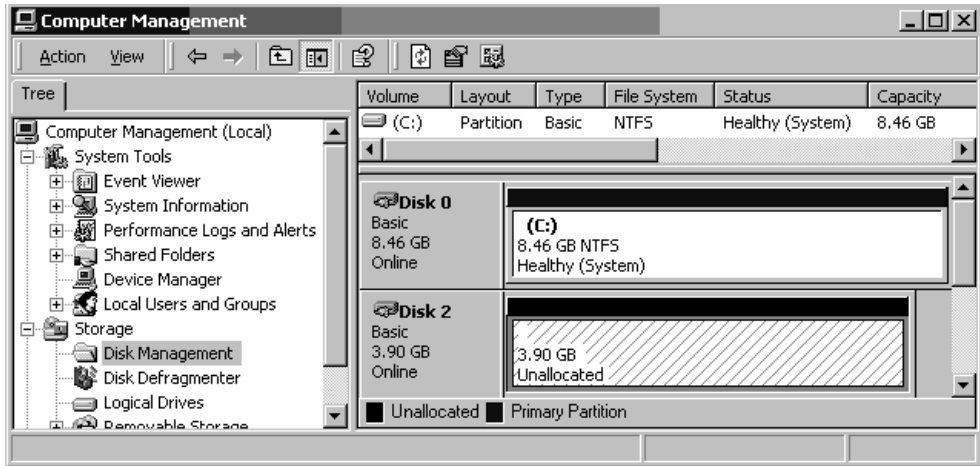 Computer Management
Action View
Tree
Computer Management (Local)
System Tools
Event Viewer
System Information
Performance Logs and Alerts
Shared Folders
Device Manager
Local Users and Groups
Storage
Disk Management
Disk Defragmenter
Logical Drives
Removable Storage
Volume Layout Type File System Status Capacity
(C:) Partition Basic NTFS Healthy (System) 8.46 GB
Disk 0
Basic
8.46 GB
Online
(C:)
8.46 GB NTFS
Healthy (System)
Disk 2
Basic
3.90 GB
Online
3.90 GB
Unallocated
Unallocated Primary Partition